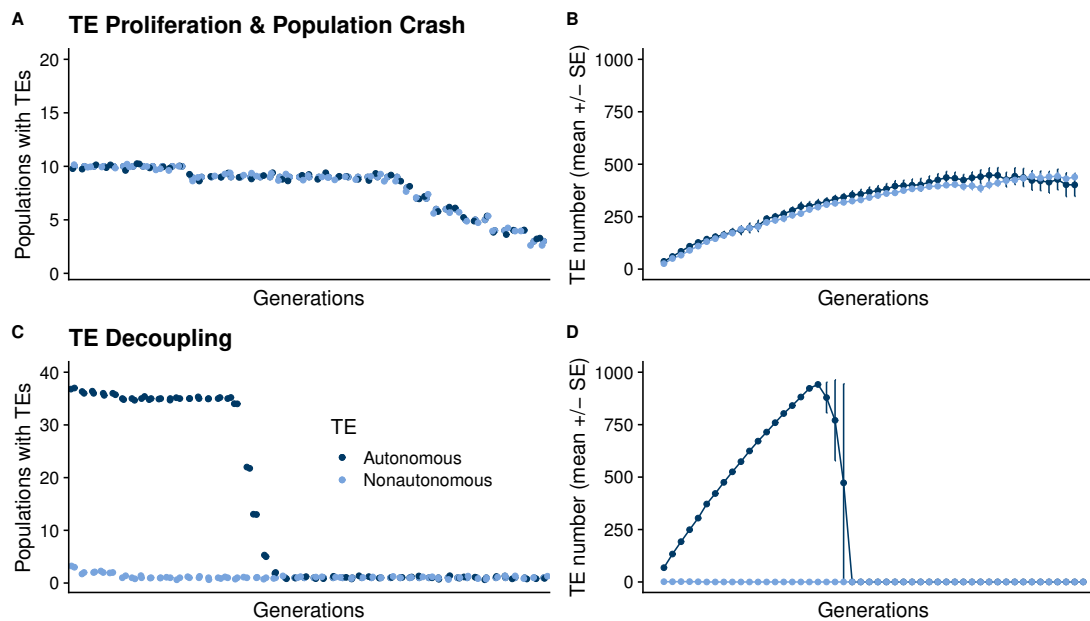 A
TE Proliferation & Population Crash
20
15
10
5
0
Populations with TEs
Generations
B
1000
750
500
250
0
TE number (mean +/− SE)
Generations
C
TE Decoupling
40
30
20
10
0
Populations with TEs
TE
Autonomous
Nonautonomous
Generations
D
1000
750
500
250
0
TE number (mean +/− SE)
Generations